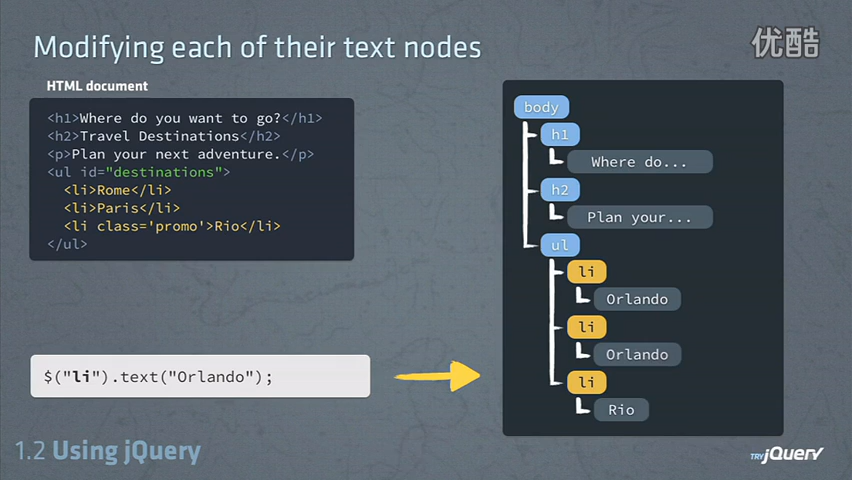 Modifying each of their text nodes
优酷
HTML document
<h1>Where do you want to go?</h1>
<h2>Travel Destinations</h2>
<p>Plan your next adventure.</p>
<ul id="destinations">
<li>Rome</li>
<li>Paris</li>
<li class='promo'>Rio</li>
</ul>
$("li").text("Orlando");
body
h1
Where do...
h2
Plan your...
ul
li
Orlando
li
Orlando
li
Rio
1.2 Using jQuery
TRY jQUERY